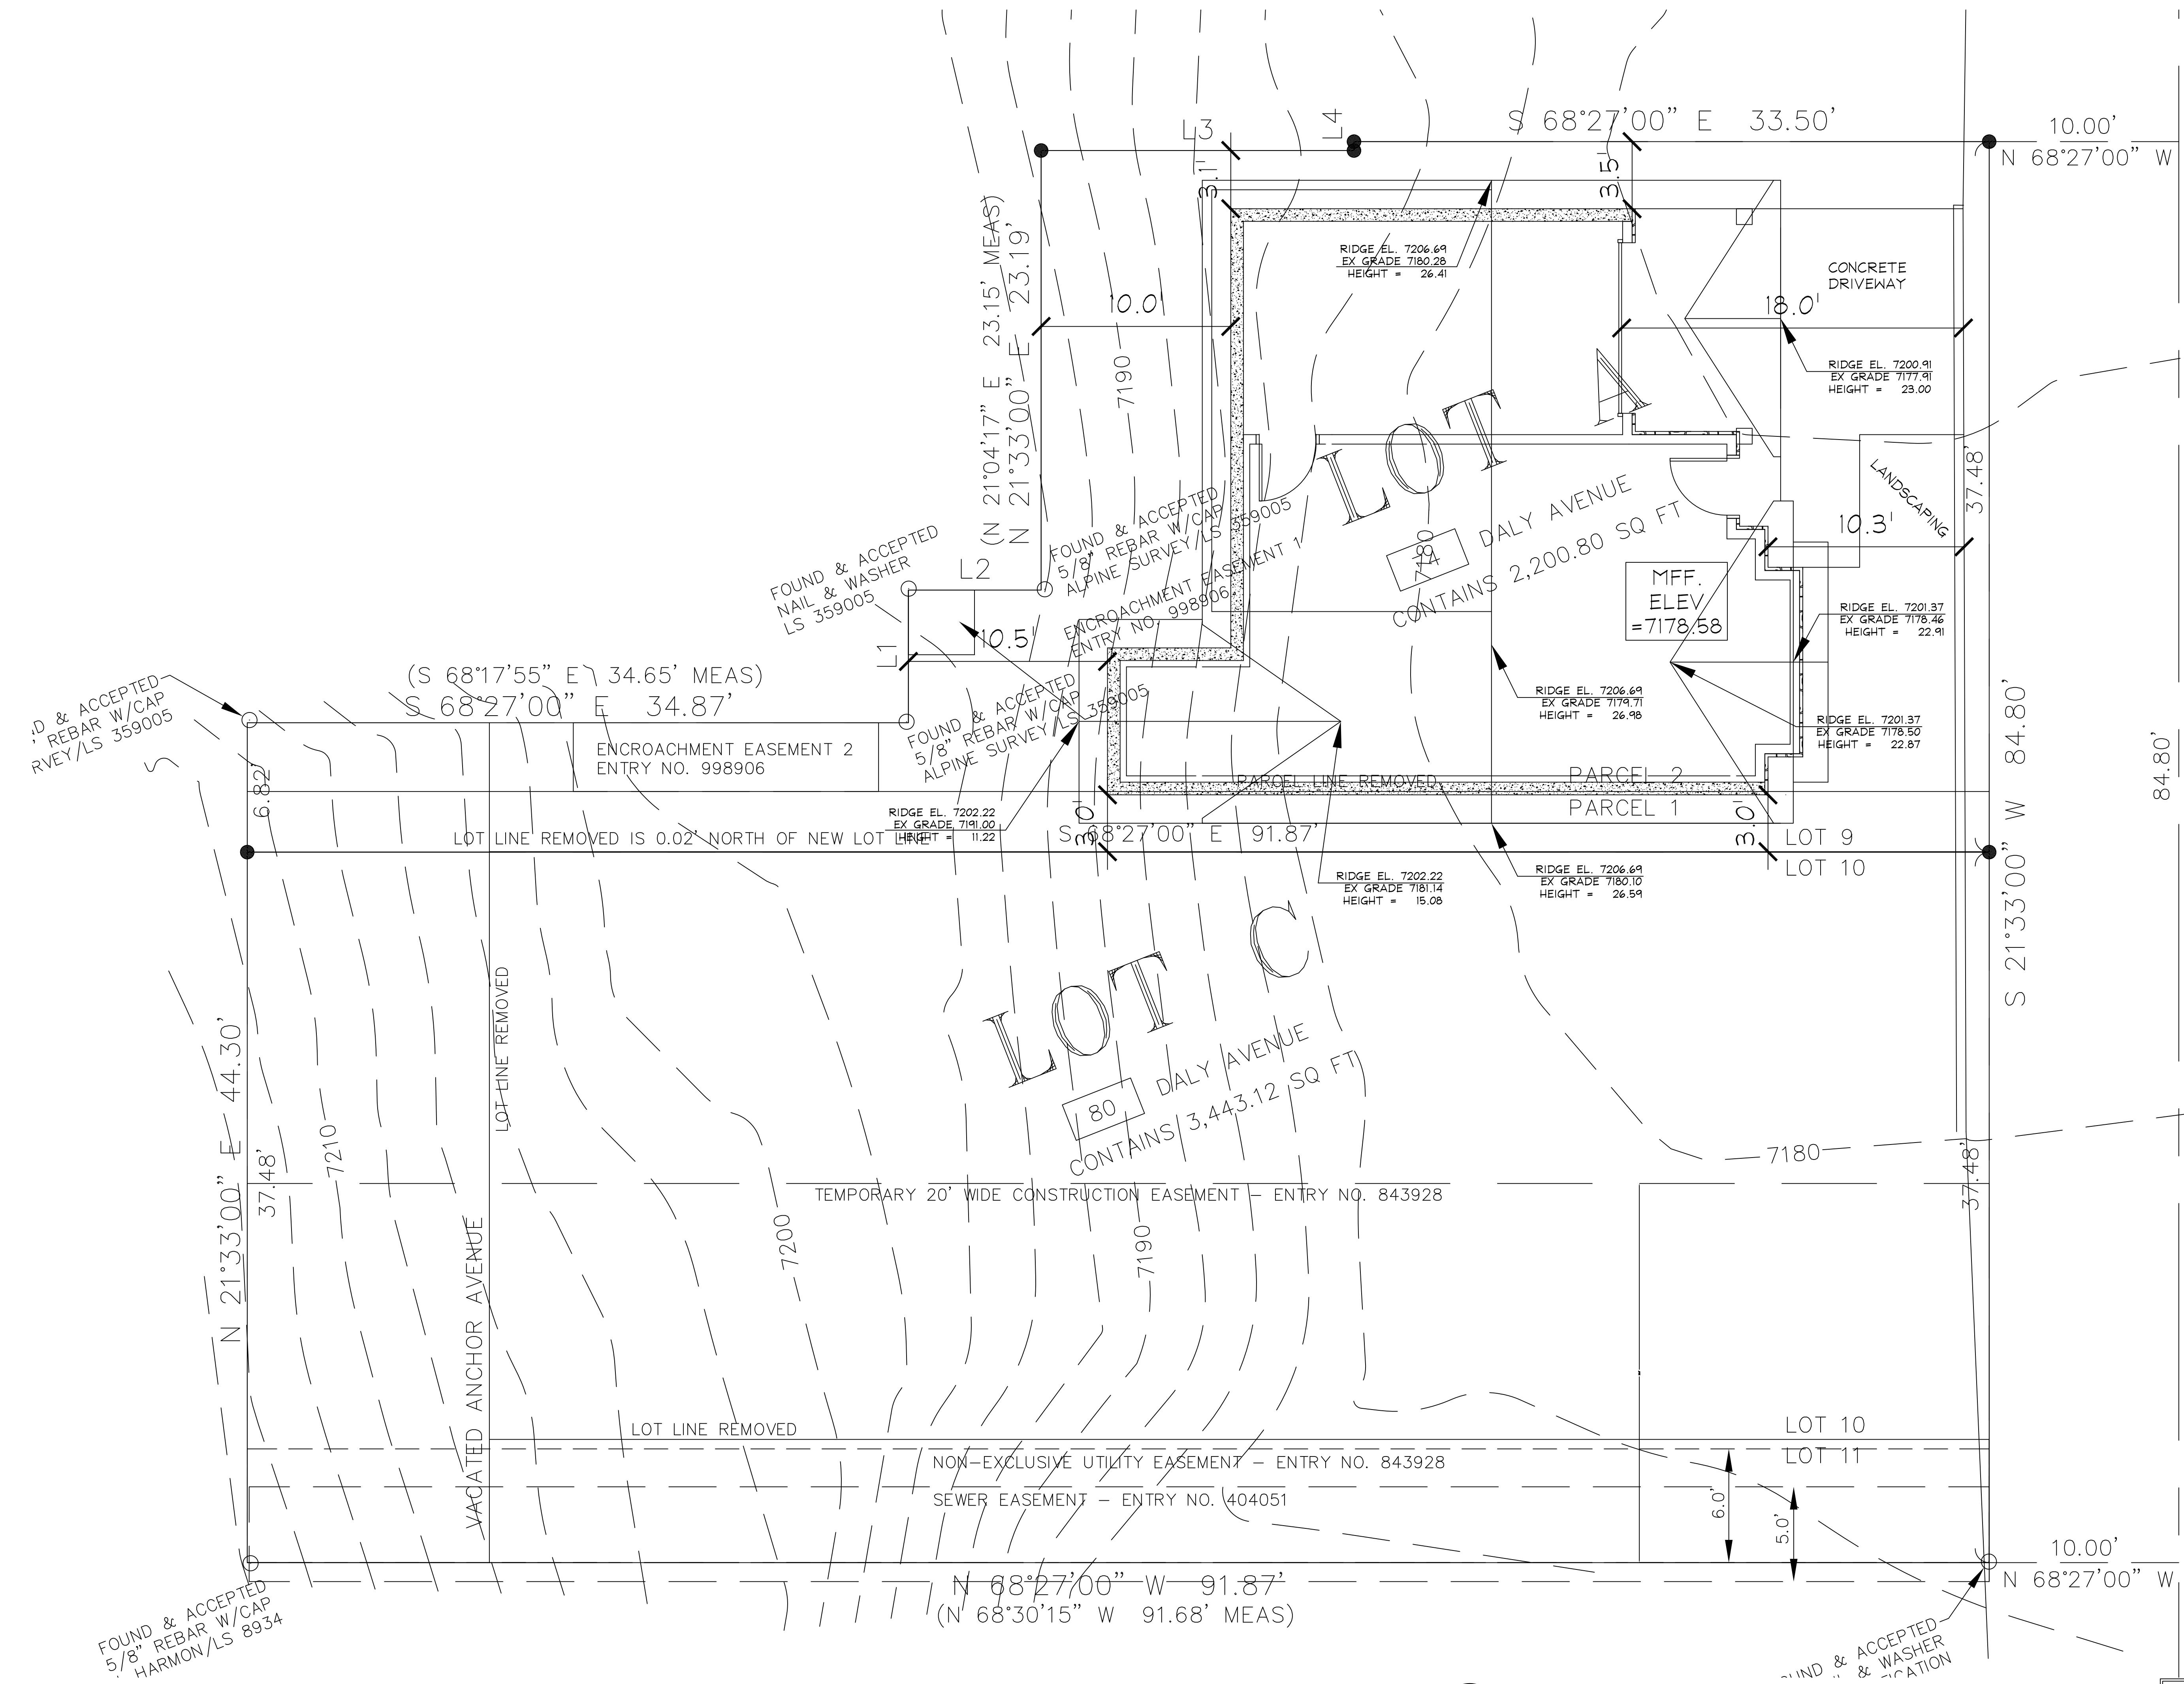 S 68°27'00" E 33.50'
L3
L4
10.00'
N 68°27'00" W
3.1'
3.5'
(N 21°04'17" E 23.15' MEAS)
N 21°33'00" E 23.19'
RIDGE EL. 7206.69
EX GRADE 7180.28
HEIGHT = 26.41
CONCRETE
DRIVEWAY
10.0'
18.0'
7190
RIDGE EL. 7200.91
EX GRADE 7177.91
HEIGHT = 23.00
LOT A
LANDSCAPING
37.48'
10.3'
DALY AVENUE
CONTAINS 2,200.80 SQ FT
7180
FOUND & ACCEPTED
NAIL & WASHER
LS 359005
L2
FOUND & ACCEPTED
5/8" REBAR W/CAP
ALPINE SURVEY/LS 359005
ENCROACHMENT EASEMENT 1
ENTRY NO. 998906
MFF.
ELEV
=7178.58
RIDGE EL. 7201.37
EX GRADE 7178.46
HEIGHT = 22.91
L1
10.5'
(S 68°17'55" E 34.65' MEAS)
S 68°27'00" E 34.87'
& ACCEPTED
REBAR W/CAP
RVEY/LS 359005
FOUND & ACCEPTED
5/8" REBAR W/CAP
ALPINE SURVEY/LS 359005
RIDGE EL. 7206.69
EX GRADE 7179.71
HEIGHT = 26.98
RIDGE EL. 7201.37
EX GRADE 7178.50
HEIGHT = 22.87
S 21°33'00" W 84.80'
84.80'
ENCROACHMENT EASEMENT 2
ENTRY NO. 998906
6.82'
PARCEL LINE REMOVED
PARCEL 2
PARCEL 1
RIDGE EL. 7202.22
EX GRADE 7191.00
HEIGHT = 11.22
LOT LINE REMOVED IS 0.02' NORTH OF NEW LOT LINE
3.0'
S 68°27'00" E 91.87'
3.0'
LOT 9
LOT 10
RIDGE EL. 7202.22
EX GRADE 7181.14
HEIGHT = 15.08
RIDGE EL. 7206.69
EX GRADE 7180.10
HEIGHT = 26.59
LOT C
80 DALY AVENUE
CONTAINS 3,443.12 SQ FT
LOT LINE REMOVED
N 21°33'00" E 44.30'
37.48'
7210
7180
37.48'
TEMPORARY 20' WIDE CONSTRUCTION EASEMENT - ENTRY NO. 843928
7200
7190
VACATED ANCHOR AVENUE
LOT LINE REMOVED
LOT 10
LOT 11
NON-EXCLUSIVE UTILITY EASEMENT - ENTRY NO. 843928
SEWER EASEMENT - ENTRY NO. 404051
6.0'
5.0'
10.00'
N 68°27'00" W
N 68°27'00" W 91.87'
(N 68°30'15" W 91.68' MEAS)
FOUND & ACCEPTED
5/8" REBAR W/CAP
HARMON/LS 8934
& ACCEPTED
& WASHER